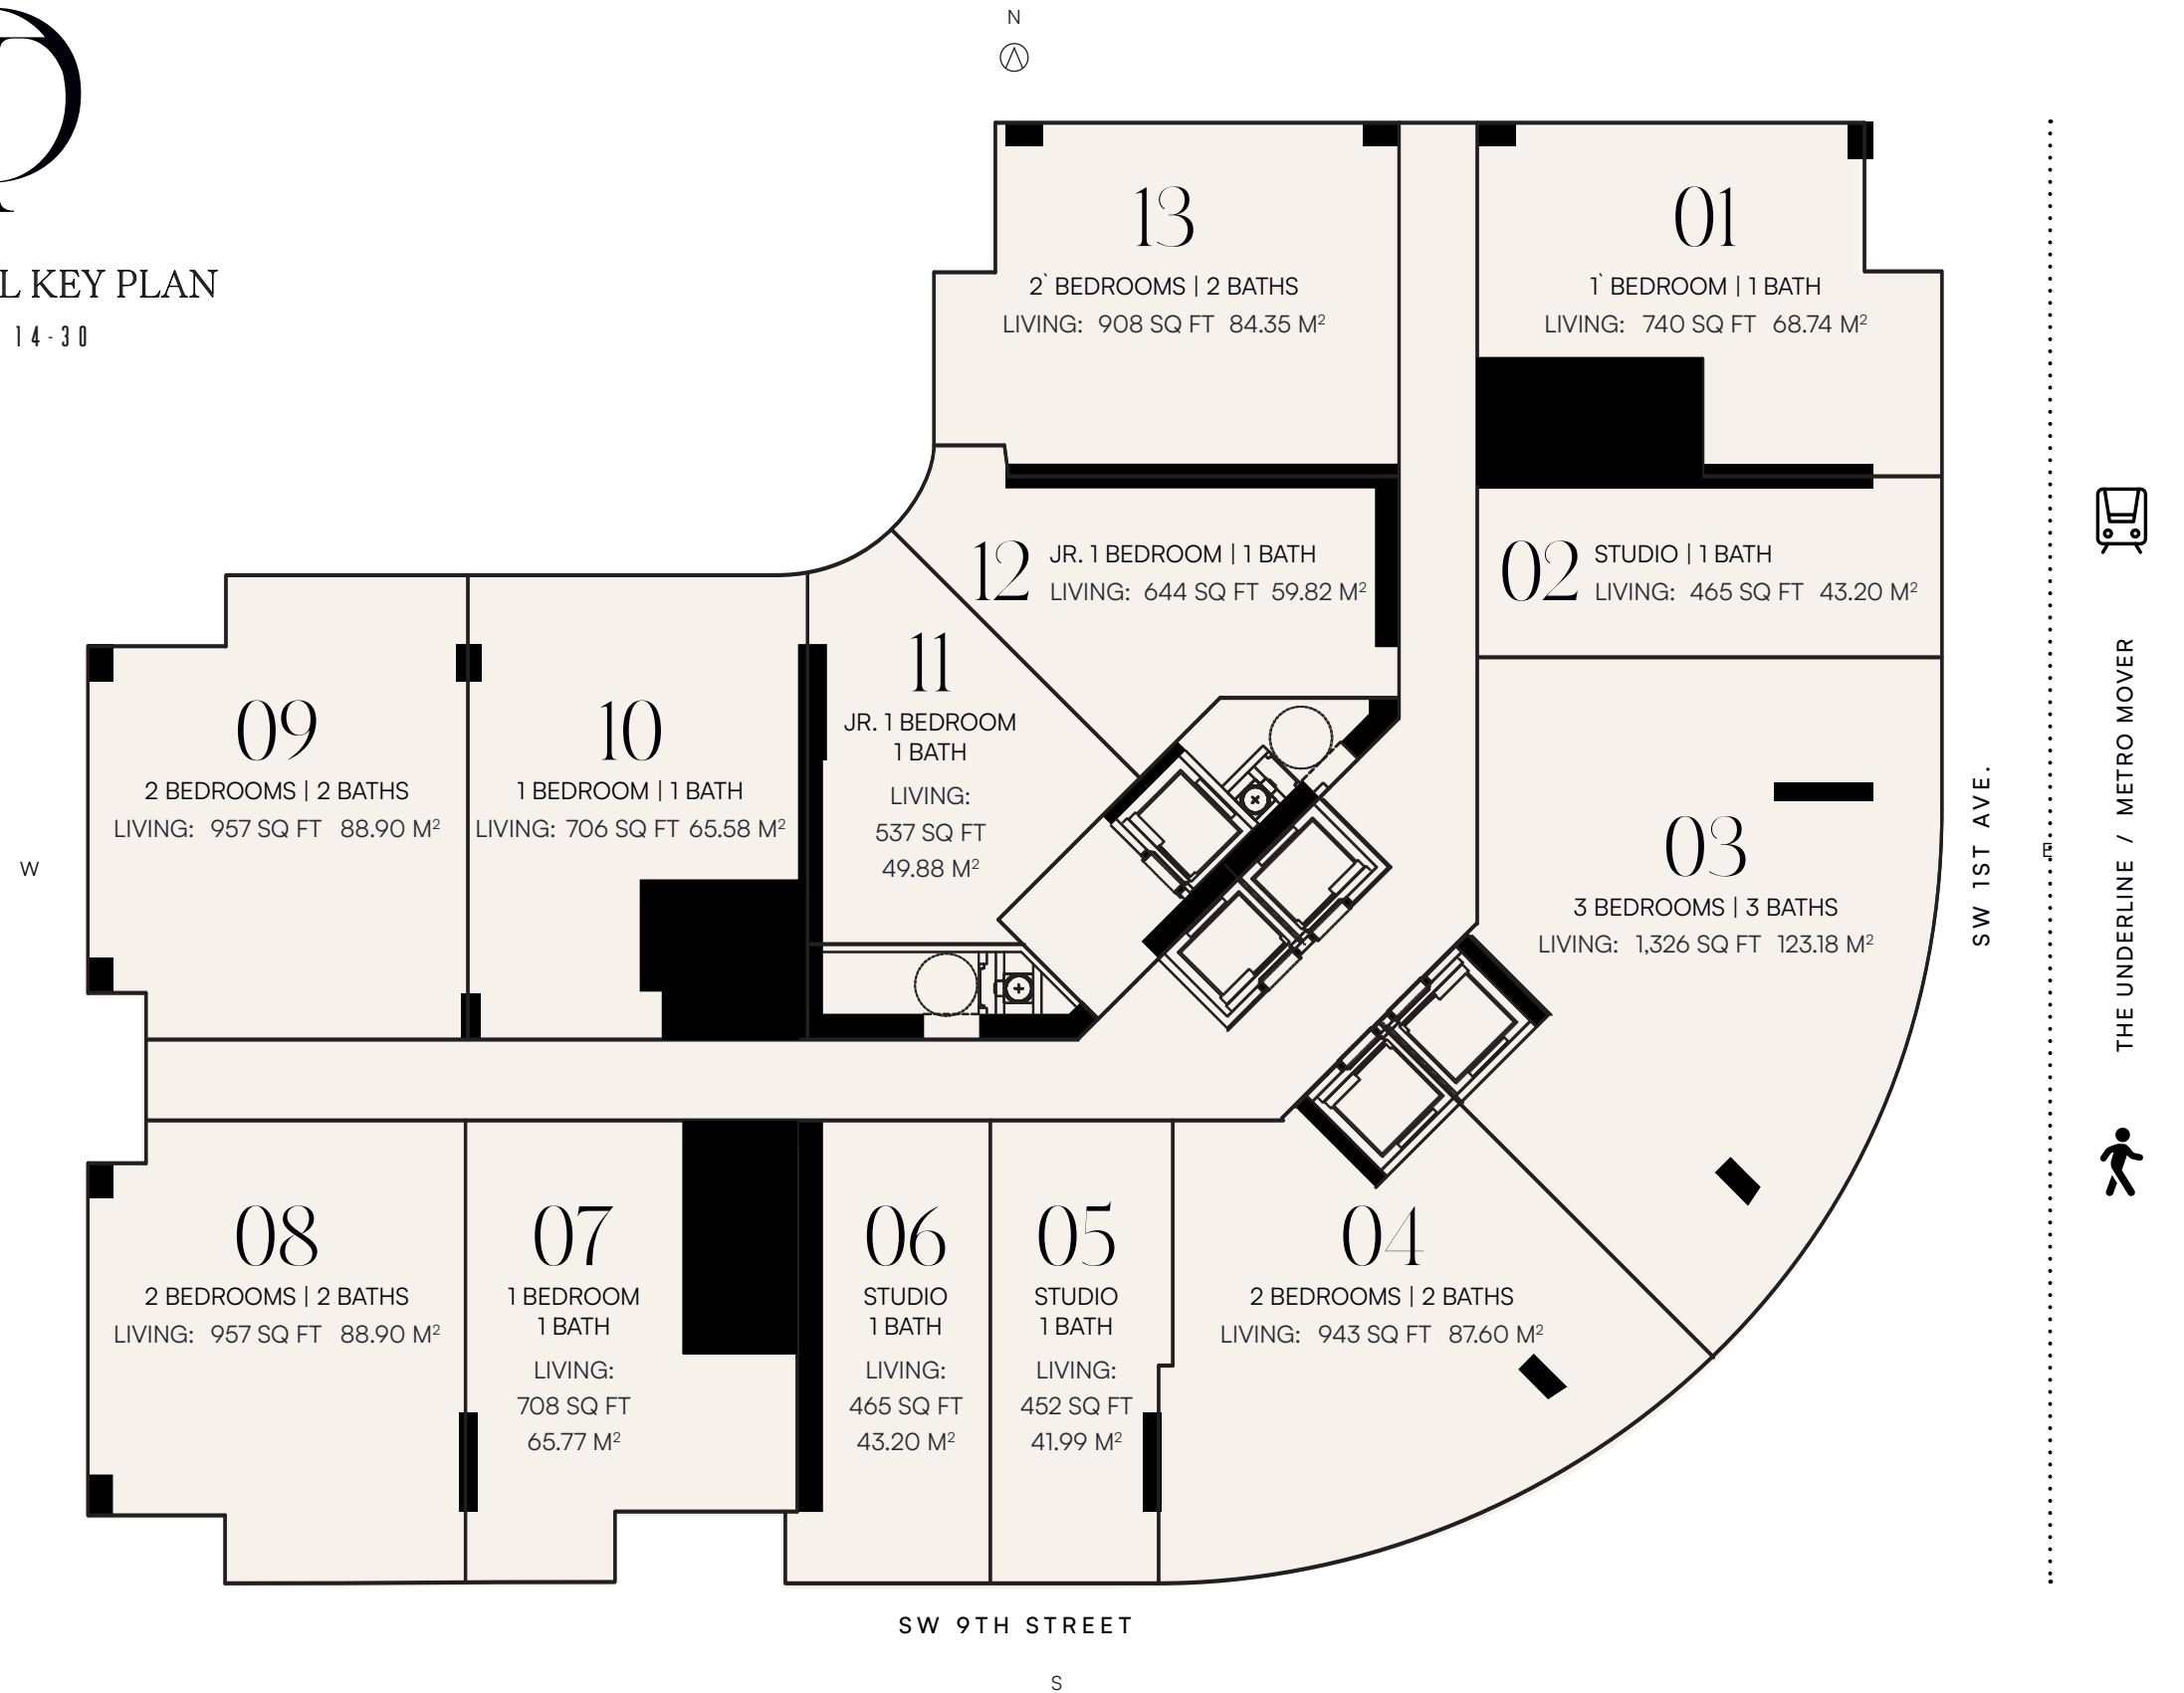 N
L KEY PLAN
14-30
13
2` BEDROOMS | 2 BATHS
LIVING: 908 SQ FT 84.35 M²
01
1` BEDROOM | 1 BATH
LIVING: 740 SQ FT 68.74 M²
12
JR. 1 BEDROOM | 1 BATH
LIVING: 644 SQ FT 59.82 M²
02
STUDIO | 1 BATH
LIVING: 465 SQ FT 43.20 M²
11
JR. 1 BEDROOM
1 BATH
LIVING:
537 SQ FT
49.88 M²
09
2 BEDROOMS | 2 BATHS
LIVING: 957 SQ FT 88.90 M²
10
1 BEDROOM | 1 BATH
LIVING: 706 SQ FT 65.58 M²
03
3 BEDROOMS | 3 BATHS
LIVING: 1,326 SQ FT 123.18 M²
W
E
SW 1ST AVE.
THE UNDERLINE / METRO MOVER
08
2 BEDROOMS | 2 BATHS
LIVING: 957 SQ FT 88.90 M²
07
1 BEDROOM
1 BATH
LIVING:
708 SQ FT
65.77 M²
06
STUDIO
1 BATH
LIVING:
465 SQ FT
43.20 M²
05
STUDIO
1 BATH
LIVING:
452 SQ FT
41.99 M²
04
2 BEDROOMS | 2 BATHS
LIVING: 943 SQ FT 87.60 M²
SW 9TH STREET
S